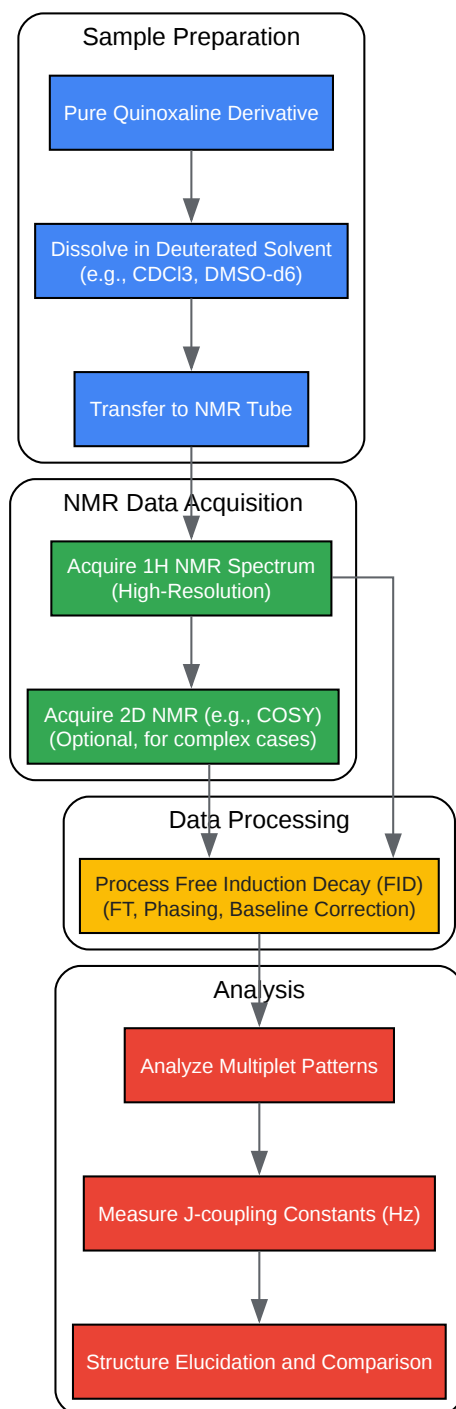 Sample Preparation
Pure Quinoxaline Derivative
Dissolve in Deuterated Solvent
(e.g., CDCl3, DMSO-d6)
Transfer to NMR Tube
NMR Data Acquisition
Acquire 1H NMR Spectrum
(High-Resolution)
Acquire 2D NMR (e.g., COSY)
(Optional, for complex cases)
Data Processing
Process Free Induction Decay (FID)
(FT, Phasing, Baseline Correction)
Analysis
Analyze Multiplet Patterns
Measure J-coupling Constants (Hz)
Structure Elucidation and Comparison